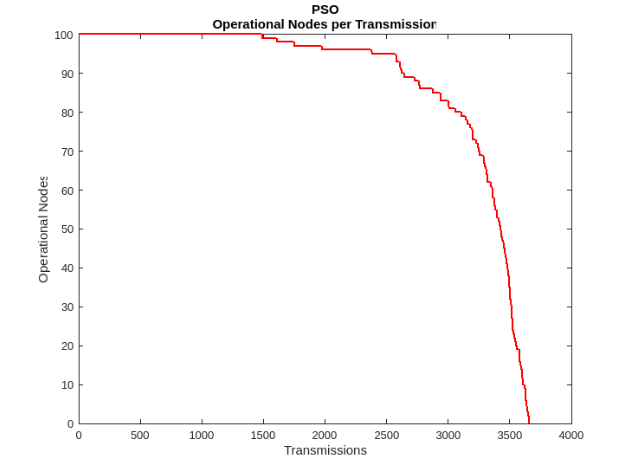 PSO
Operational Nodes per Transmission
100
90
80
70
60
50
40
30
20
10
0
Operational Nodes
0 500 1000 1500 2000 2500 3000 3500 4000
Transmissions